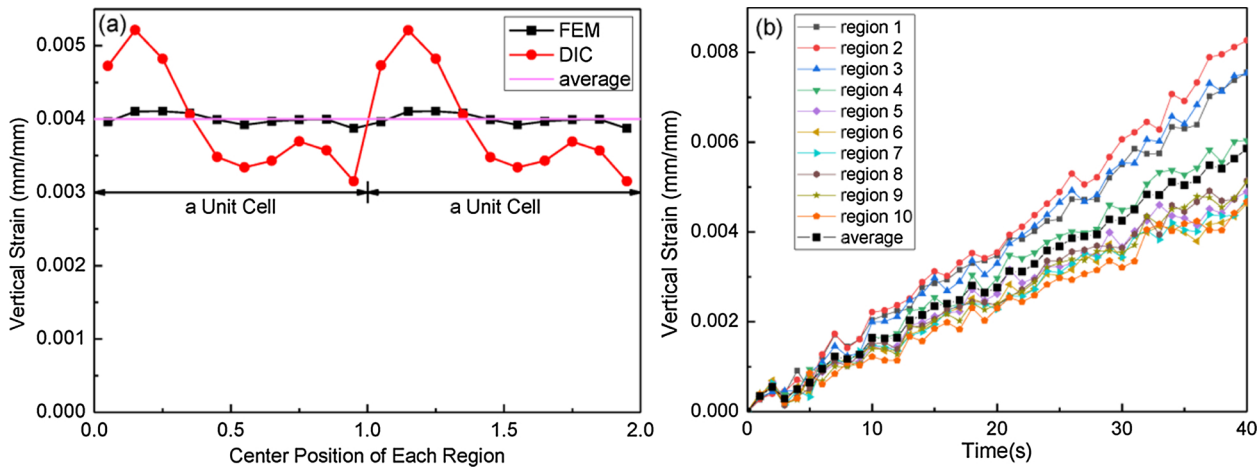 (a)
FEM
DIC
average
0.005
0.004
0.003
0.002
0.001
0.000
Vertical Strain (mm/mm)
a Unit Cell
a Unit Cell
0.0
0.5
1.0
1.5
2.0
Center Position of Each Region
(b)
region 1
region 2
region 3
region 4
region 5
region 6
region 7
region 8
region 9
region 10
average
0.008
0.006
0.004
0.002
0.000
Vertical Strain (mm/mm)
0
10
20
30
40
Time(s)